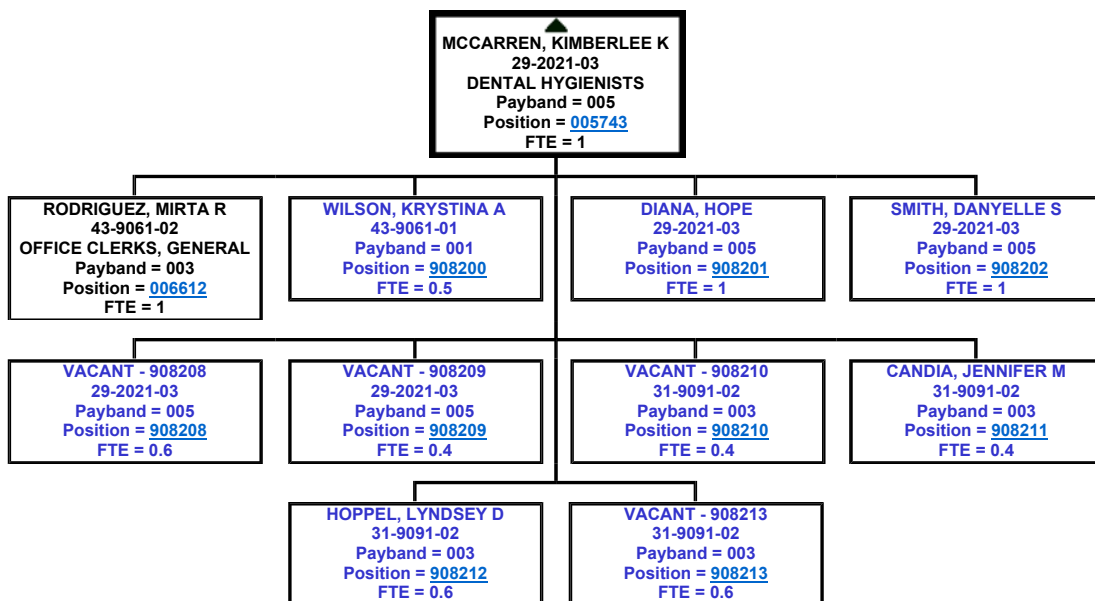 MCCARREN, KIMBERLEE K
29-2021-03
DENTAL HYGIENISTS
Payband = 005
Position = 005743
FTE = 1
RODRIGUEZ, MIRTA R
43-9061-02
OFFICE CLERKS, GENERAL
Payband = 003
Position = 006612
FTE = 1
WILSON, KRYSTINA A
43-9061-01
Payband = 001
Position = 908200
FTE = 0.5
DIANA, HOPE
29-2021-03
Payband = 005
Position = 908201
FTE = 1
SMITH, DANYELLE S
29-2021-03
Payband = 005
Position = 908202
FTE = 1
VACANT - 908208
29-2021-03
Payband = 005
Position = 908208
FTE = 0.6
VACANT - 908209
29-2021-03
Payband = 005
Position = 908209
FTE = 0.4
VACANT - 908210
31-9091-02
Payband = 003
Position = 908210
FTE = 0.4
CANDIA, JENNIFER M
31-9091-02
Payband = 003
Position = 908211
FTE = 0.4
HOPPEL, LYNDSEY D
31-9091-02
Payband = 003
Position = 908212
FTE = 0.6
VACANT - 908213
31-9091-02
Payband = 003
Position = 908213
FTE = 0.6